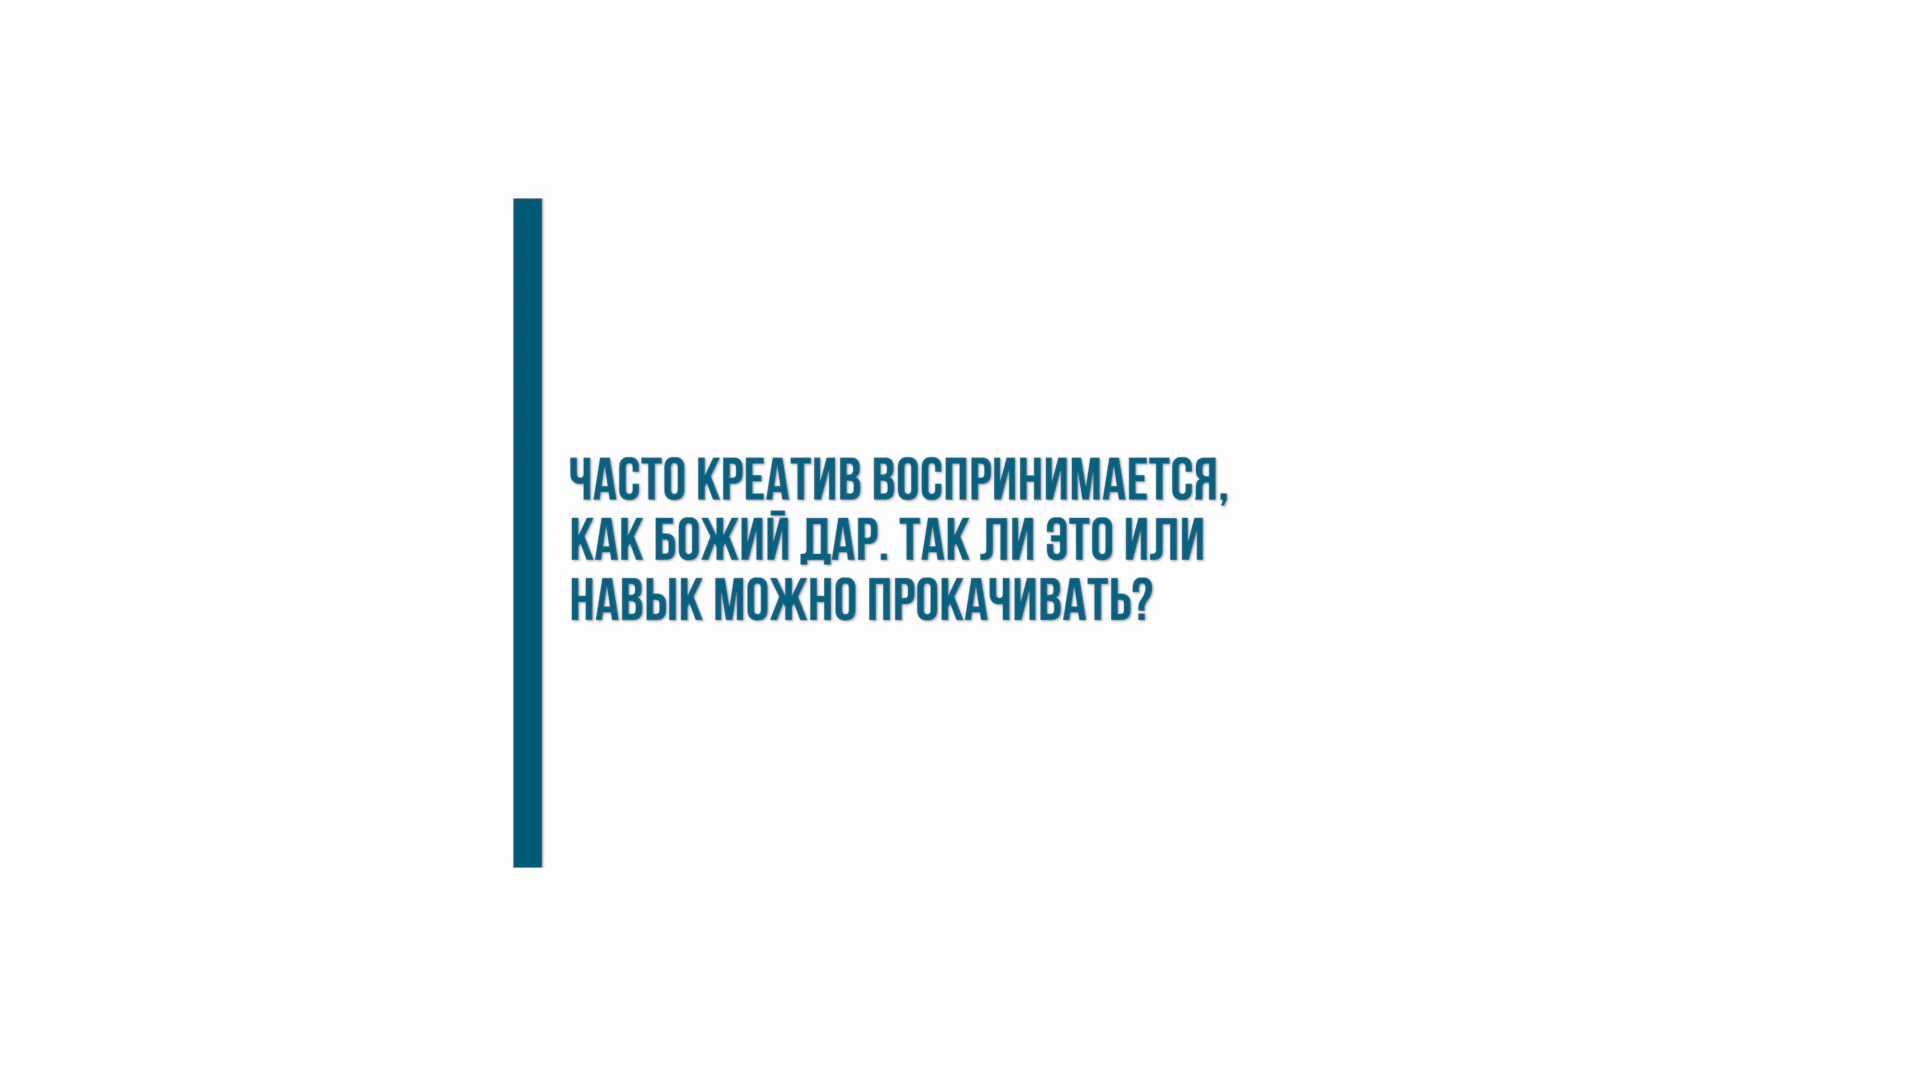 ЧАСТО КРЕАТИВ ВОСПРИНИМАЕТСЯ,
КАК БОЖИЙ ДАР. ТАК ЛИ ЭТО ИЛИ
НАВЫК МОЖНО ПРОКАЧИВАТЬ?